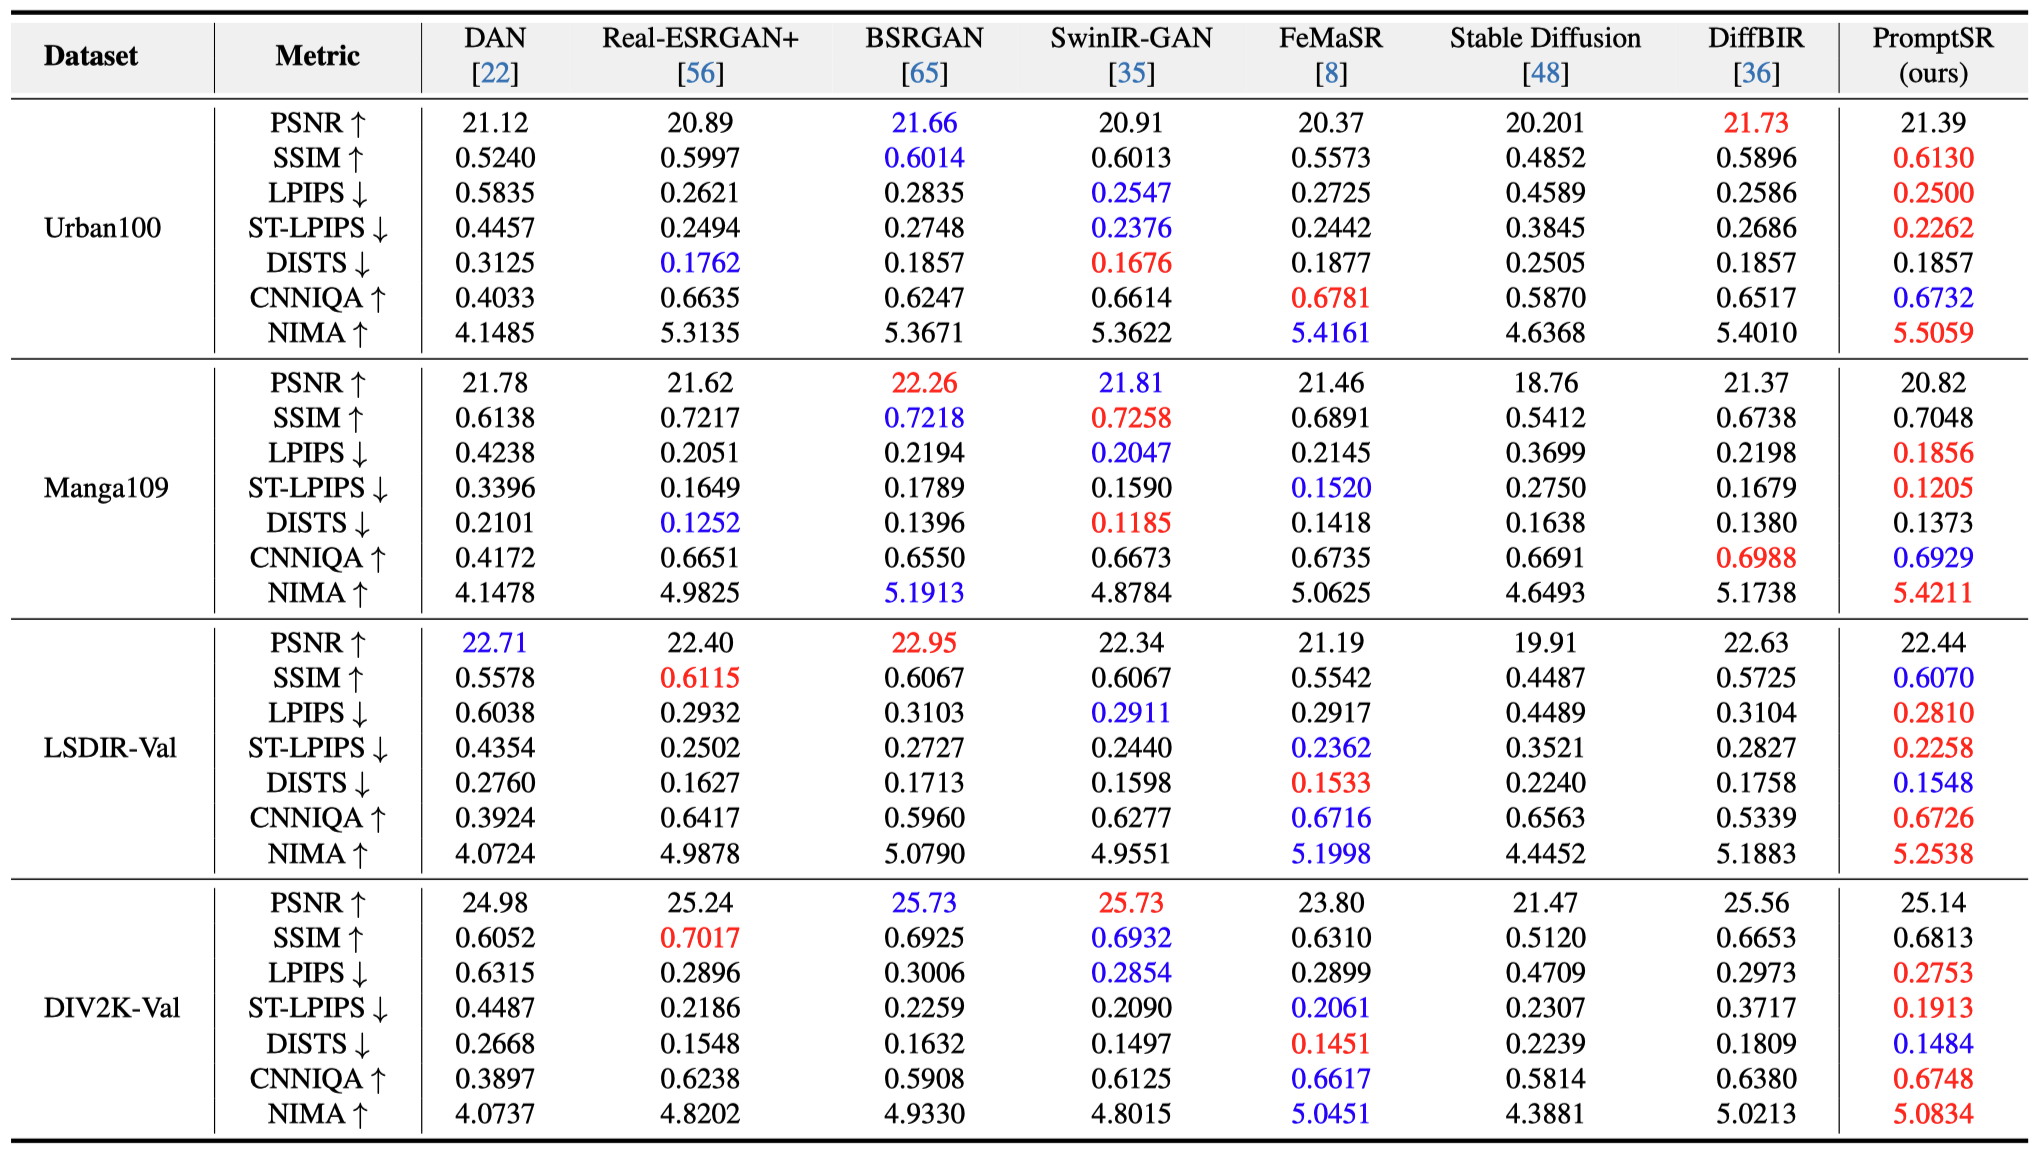 Dataset Metric DAN [22] Real-ESRGAN+ [56] BSRGAN [65] SwinIR-GAN [35] FeMaSR [8] Stable Diffusion [48] DiffBIR [36] PromptSR (ours)
Urban100
PSNR ↑ 21.12 20.89 21.66 20.91 20.37 20.201 21.73 21.39
SSIM ↑ 0.5240 0.5997 0.6014 0.6013 0.5573 0.4852 0.5896 0.6130
LPIPS ↓ 0.5835 0.2621 0.2835 0.2547 0.2725 0.4589 0.2586 0.2500
ST-LPIPS ↓ 0.4457 0.2494 0.2748 0.2376 0.2442 0.3845 0.2686 0.2262
DISTS ↓ 0.3125 0.1762 0.1857 0.1676 0.1877 0.2505 0.1857 0.1857
CNNIQA ↑ 0.4033 0.6635 0.6247 0.6614 0.6781 0.5870 0.6517 0.6732
NIMA ↑ 4.1485 5.3135 5.3671 5.3622 5.4161 4.6368 5.4010 5.5059
Manga109
PSNR ↑ 21.78 21.62 22.26 21.81 21.46 18.76 21.37 20.82
SSIM ↑ 0.6138 0.7217 0.7218 0.7258 0.6891 0.5412 0.6738 0.7048
LPIPS ↓ 0.4238 0.2051 0.2194 0.2047 0.2145 0.3699 0.2198 0.1856
ST-LPIPS ↓ 0.3396 0.1649 0.1789 0.1590 0.1520 0.2750 0.1679 0.1205
DISTS ↓ 0.2101 0.1252 0.1396 0.1185 0.1418 0.1638 0.1380 0.1373
CNNIQA ↑ 0.4172 0.6651 0.6550 0.6673 0.6735 0.6691 0.6988 0.6929
NIMA ↑ 4.1478 4.9825 5.1913 4.8784 5.0625 4.6493 5.1738 5.4211
LSDIR-Val
PSNR ↑ 22.71 22.40 22.95 22.34 21.19 19.91 22.63 22.44
SSIM ↑ 0.5578 0.6115 0.6067 0.6067 0.5542 0.4487 0.5725 0.6070
LPIPS ↓ 0.6038 0.2932 0.3103 0.2911 0.2917 0.4489 0.3104 0.2810
ST-LPIPS ↓ 0.4354 0.2502 0.2727 0.2440 0.2362 0.3521 0.2827 0.2258
DISTS ↓ 0.2760 0.1627 0.1713 0.1598 0.1533 0.2240 0.1758 0.1548
CNNIQA ↑ 0.3924 0.6417 0.5960 0.6277 0.6716 0.6563 0.5339 0.6726
NIMA ↑ 4.0724 4.9878 5.0790 4.9551 5.1998 4.4452 5.1883 5.2538
DIV2K-Val
PSNR ↑ 24.98 25.24 25.73 25.73 23.80 21.47 25.56 25.14
SSIM ↑ 0.6052 0.7017 0.6925 0.6932 0.6310 0.5120 0.6653 0.6813
LPIPS ↓ 0.6315 0.2896 0.3006 0.2854 0.2899 0.4709 0.2973 0.2753
ST-LPIPS ↓ 0.4487 0.2186 0.2259 0.2090 0.2061 0.2307 0.3717 0.1913
DISTS ↓ 0.2668 0.1548 0.1632 0.1497 0.1451 0.2239 0.1809 0.1484
CNNIQA ↑ 0.3897 0.6238 0.5908 0.6125 0.6617 0.5814 0.6380 0.6748
NIMA ↑ 4.0737 4.8202 4.9330 4.8015 5.0451 4.3881 5.0213 5.0834